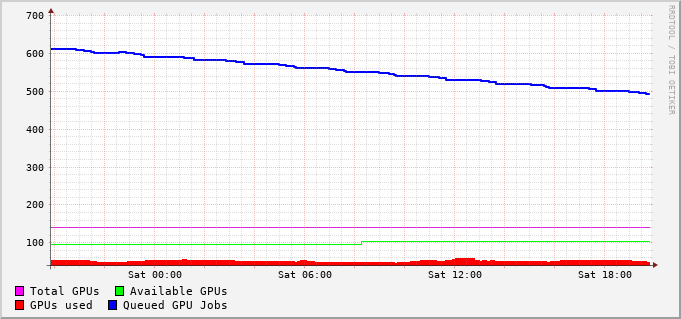 700
600
500
400
300
200
100
Sat 00:00
Sat 06:00
Sat 12:00
Sat 18:00
Total GPUs
Available GPUs
GPUs used
Queued GPU Jobs
RRDTOOL / TOBI OETIKER